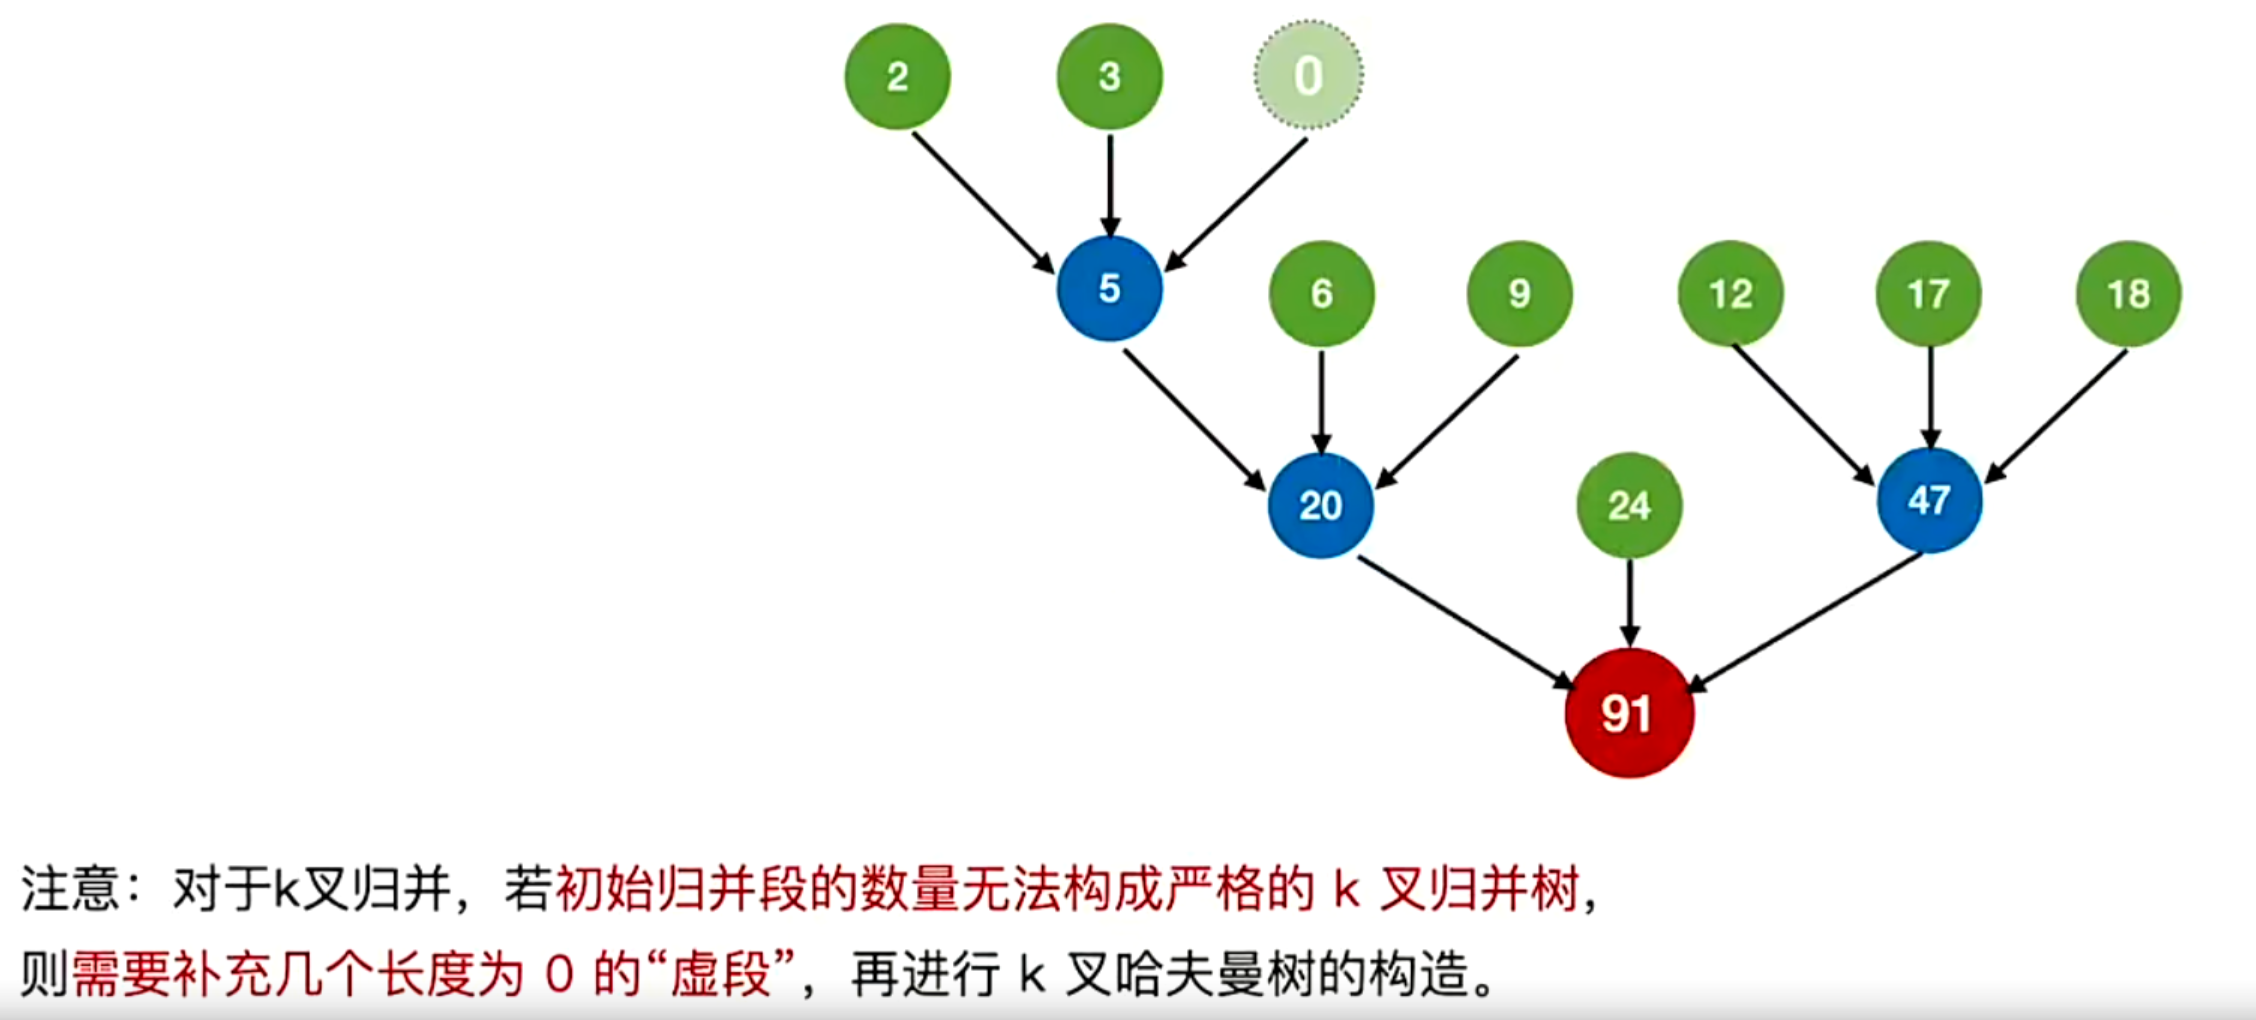 2 3 0
5 6 9 12 17 18
20 24 47
91
注意：对于k叉归并，若初始归并段的数量无法构成严格的 k 叉归并树，
则需要补充几个长度为 0 的“虚段”，再进行 k 叉哈夫曼树的构造。